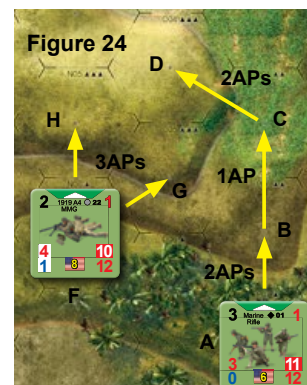 Figure 24
D
2APs
H
C
3APs
1AP
G
2 1919 A4 22 1
MMG
4 10
1 8 12
B
2APs
F
3 Marine 01 1
Rifle
A
3 11
0 6 12